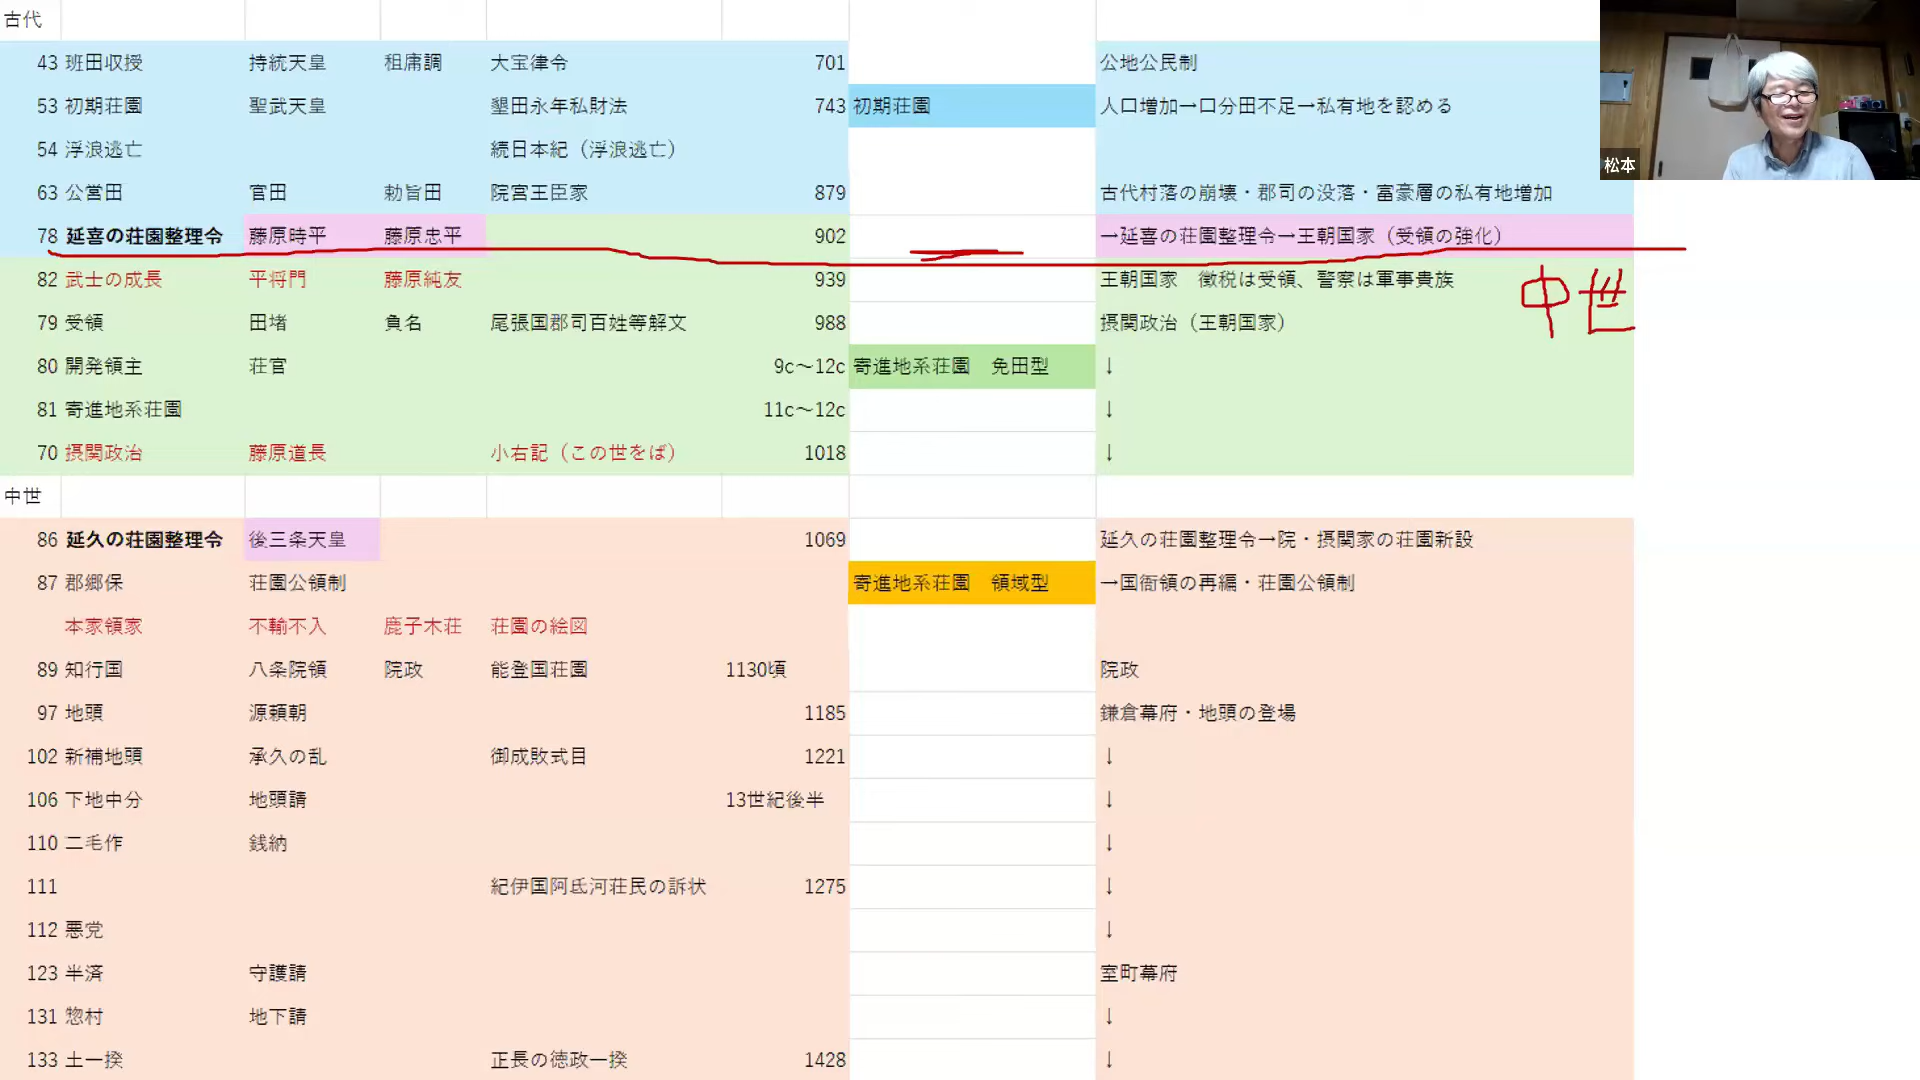 古代
43 班田収授 持統天皇 租庸調 大宝律令 701 公地公民制
53 初期荘園 聖武天皇 墾田永年私財法 743 初期荘園 人口増加→口分田不足→私有地を認める
54 浮浪逃亡 続日本紀（浮浪逃亡）
63 公営田 官田 勅旨田 院宮王臣家 879 古代村落の崩壊・郡司の没落・富豪層の私有地増加
78 延喜の荘園整理令 藤原時平 藤原忠平 902 →延喜の荘園整理令→王朝国家（受領の強化）
82 武士の成長 平将門 藤原純友 939 王朝国家 徴税は受領、警察は軍事貴族
中世
79 受領 田堵 負名 尾張国郡司百姓等解文 988 摂関政治（王朝国家）
80 開発領主 荘官 9c～12c 寄進地系荘園 免田型 ↓
81 寄進地系荘園 11c～12c ↓
70 摂関政治 藤原道長 小右記（この世をば） 1018 ↓
中世
86 延久の荘園整理令 後三条天皇 1069 延久の荘園整理令→院・摂関家の荘園新設
87 郡郷保 荘園公領制 寄進地系荘園 領域型 →国衙領の再編・荘園公領制
本家領家 不輸不入 鹿子木荘 荘園の絵図
89 知行国 八条院領 院政 能登国荘園 1130頃 院政
97 地頭 源頼朝 1185 鎌倉幕府・地頭の登場
102 新補地頭 承久の乱 御成敗式目 1221 ↓
106 下地中分 地頭請 13世紀後半 ↓
110 二毛作 銭納 ↓
111 紀伊国阿氐河荘民の訴状 1275 ↓
112 悪党 ↓
123 半済 守護請 室町幕府
131 惣村 地下請 ↓
133 土一揆 正長の徳政一揆 1428 ↓
松本